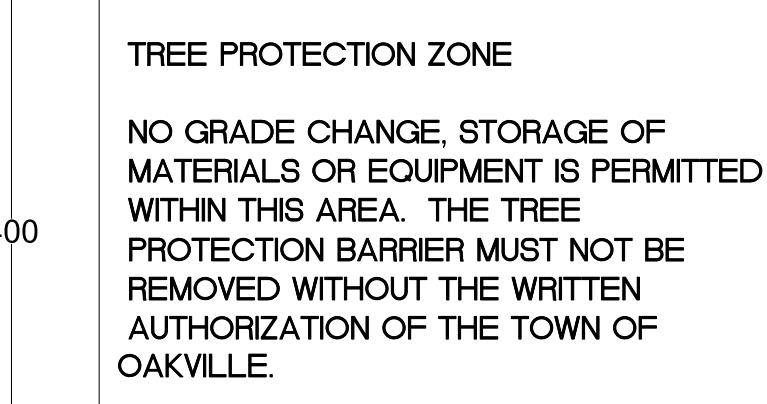 TREE PROTECTION ZONE
NO GRADE CHANGE, STORAGE OF
MATERIALS OR EQUIPMENT IS PERMITTED
WITHIN THIS AREA. THE TREE
PROTECTION BARRIER MUST NOT BE
REMOVED WITHOUT THE WRITTEN
AUTHORIZATION OF THE TOWN OF
OAKVILLE.